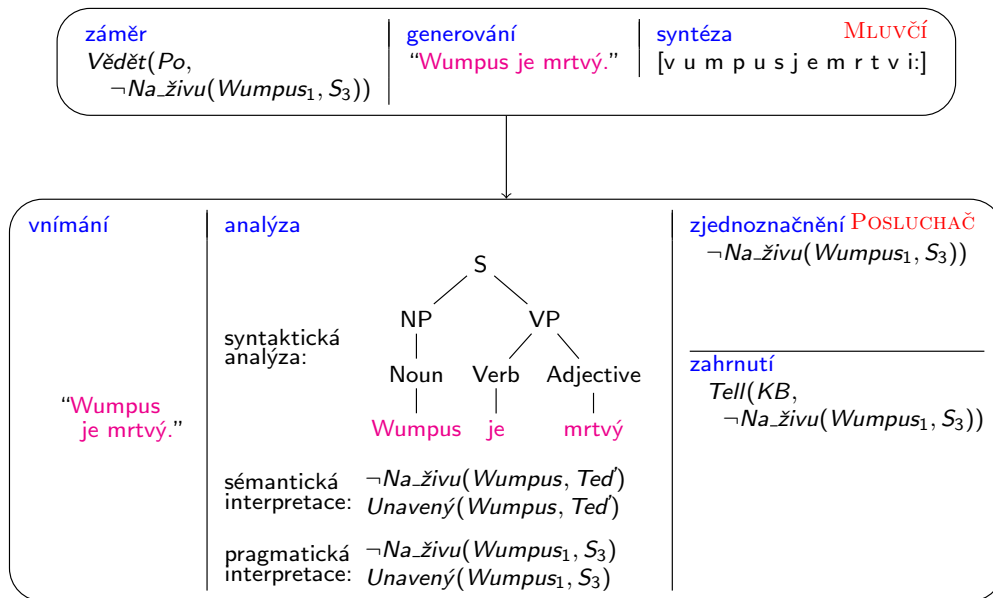 záměr
Vědět(Po,
¬Na_živu(Wumpus₁, S₃))
generování
“Wumpus je mrtvý.”
syntéza
MLUVČÍ
[v u m p u s j e m r t v i:]
vnímání
“Wumpus
je mrtvý.”
analýza
syntaktická
analýza:
S
NP VP
Noun Verb Adjective
Wumpus je mrtvý
sémantická
interpretace:
¬Na_živu(Wumpus, Teď)
Unavený(Wumpus, Teď)
pragmatická
interpretace:
¬Na_živu(Wumpus₁, S₃)
Unavený(Wumpus₁, S₃)
zjednoznačnění
POSLUCHAČ
¬Na_živu(Wumpus₁, S₃))
zahrnutí
Tell(KB,
¬Na_živu(Wumpus₁, S₃))